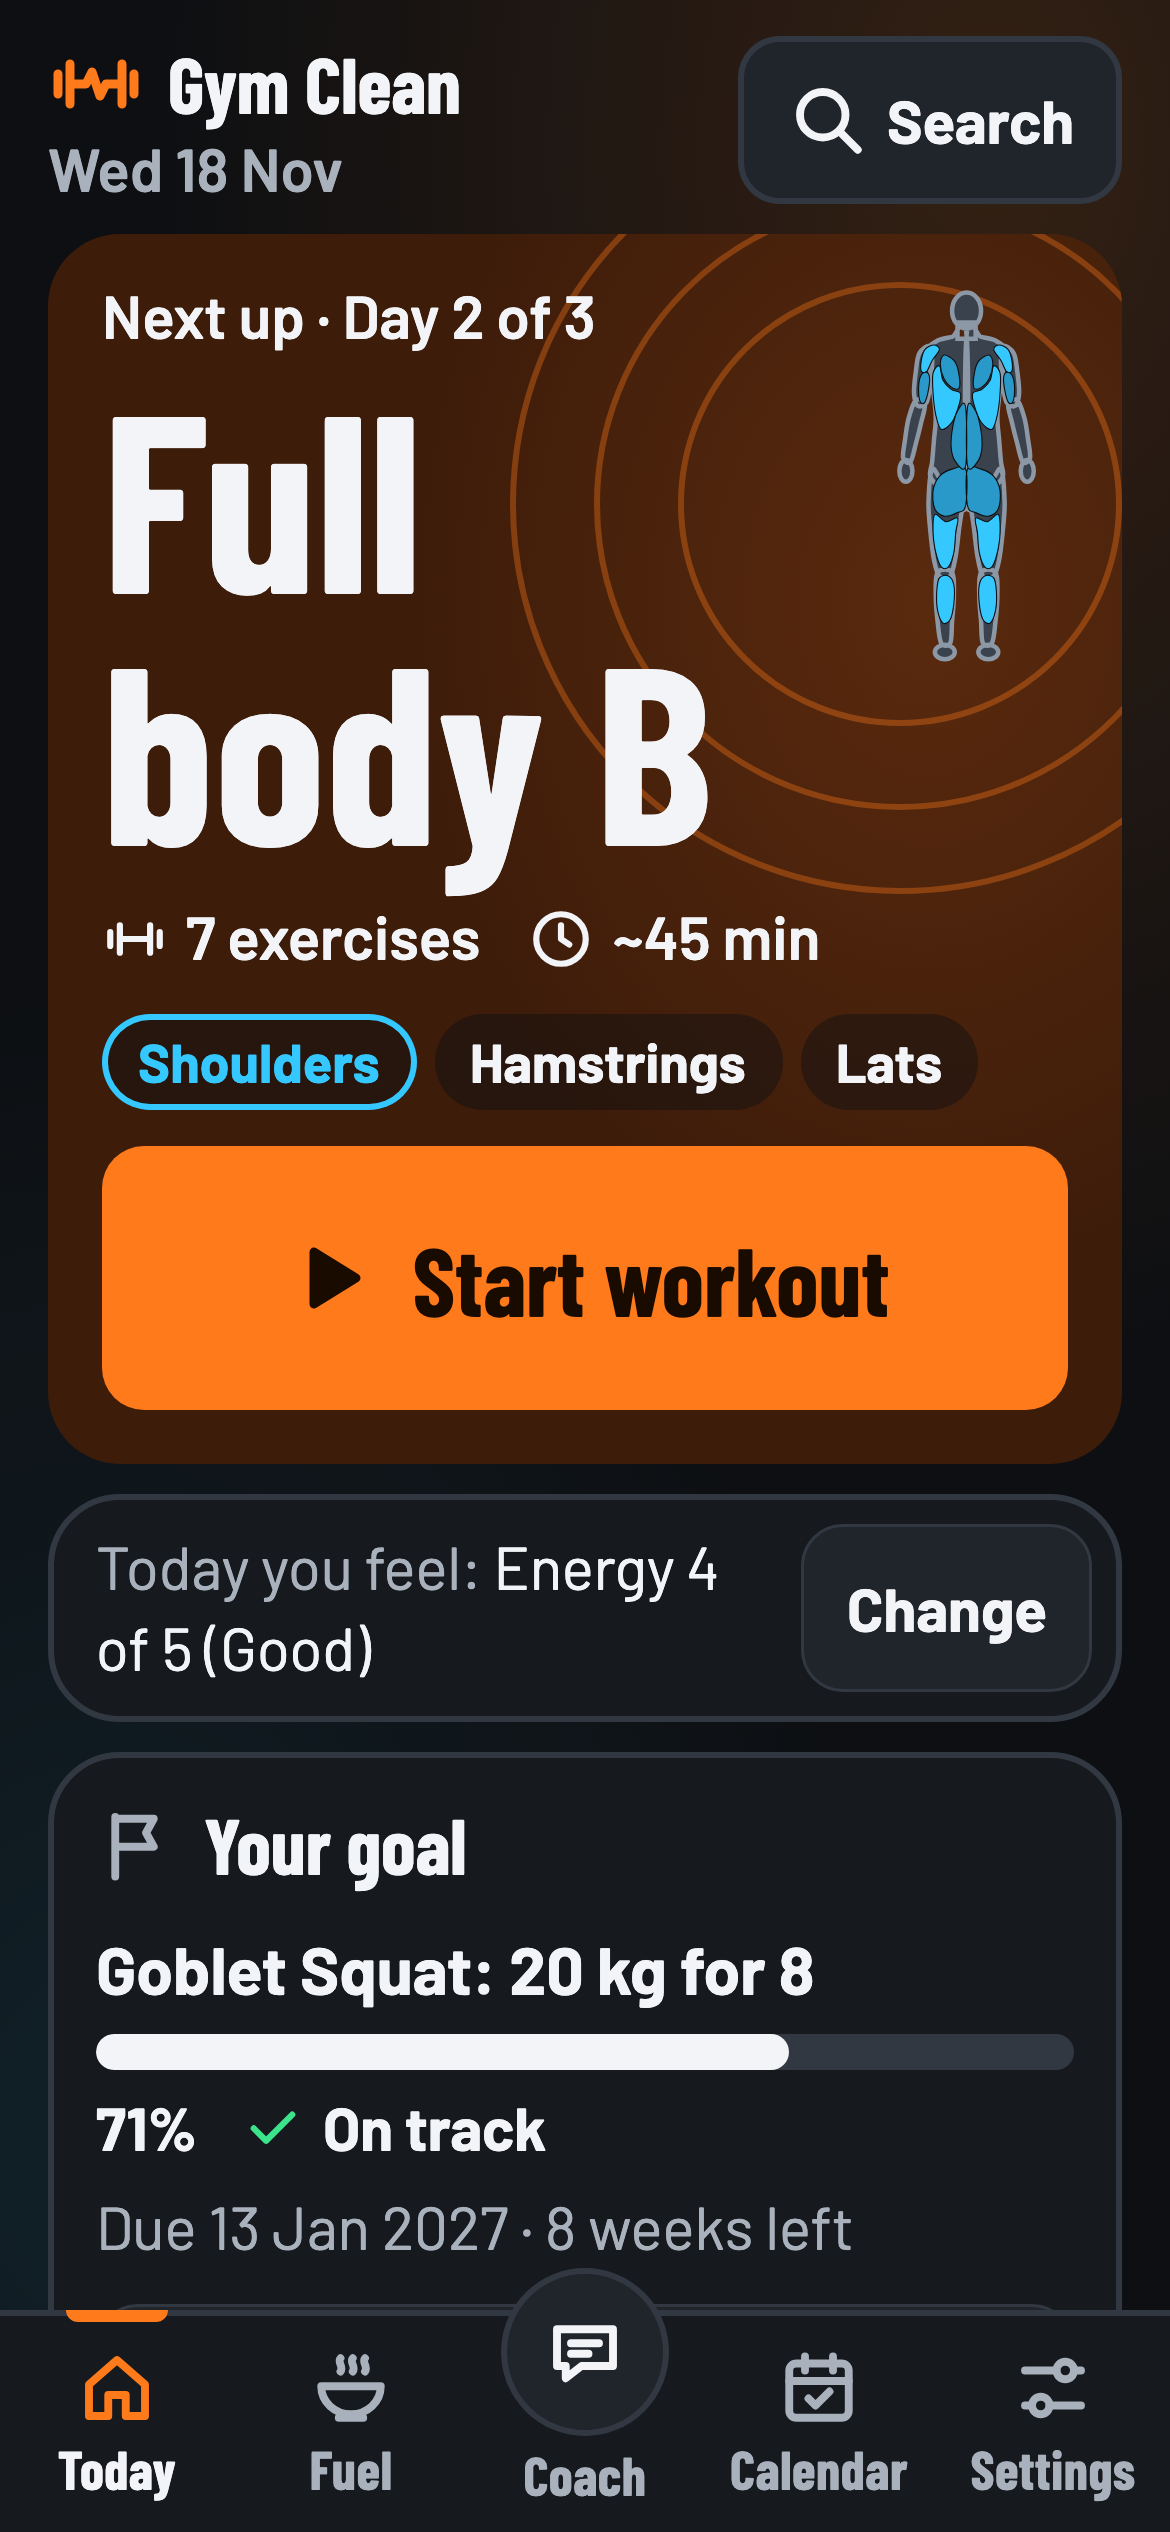 Gym Clean
Wed 18 Nov
Search
Next up · Day 2 of 3
Full
body B
7 exercises
~45 min
Shoulders
Hamstrings
Lats
Start workout
Today you feel: Energy 4
of 5 (Good)
Change
Your goal
Goblet Squat: 20 kg for 8
71%
On track
Due 13 Jan 2027 · 8 weeks left
Today
Fuel
Coach
Calendar
Settings